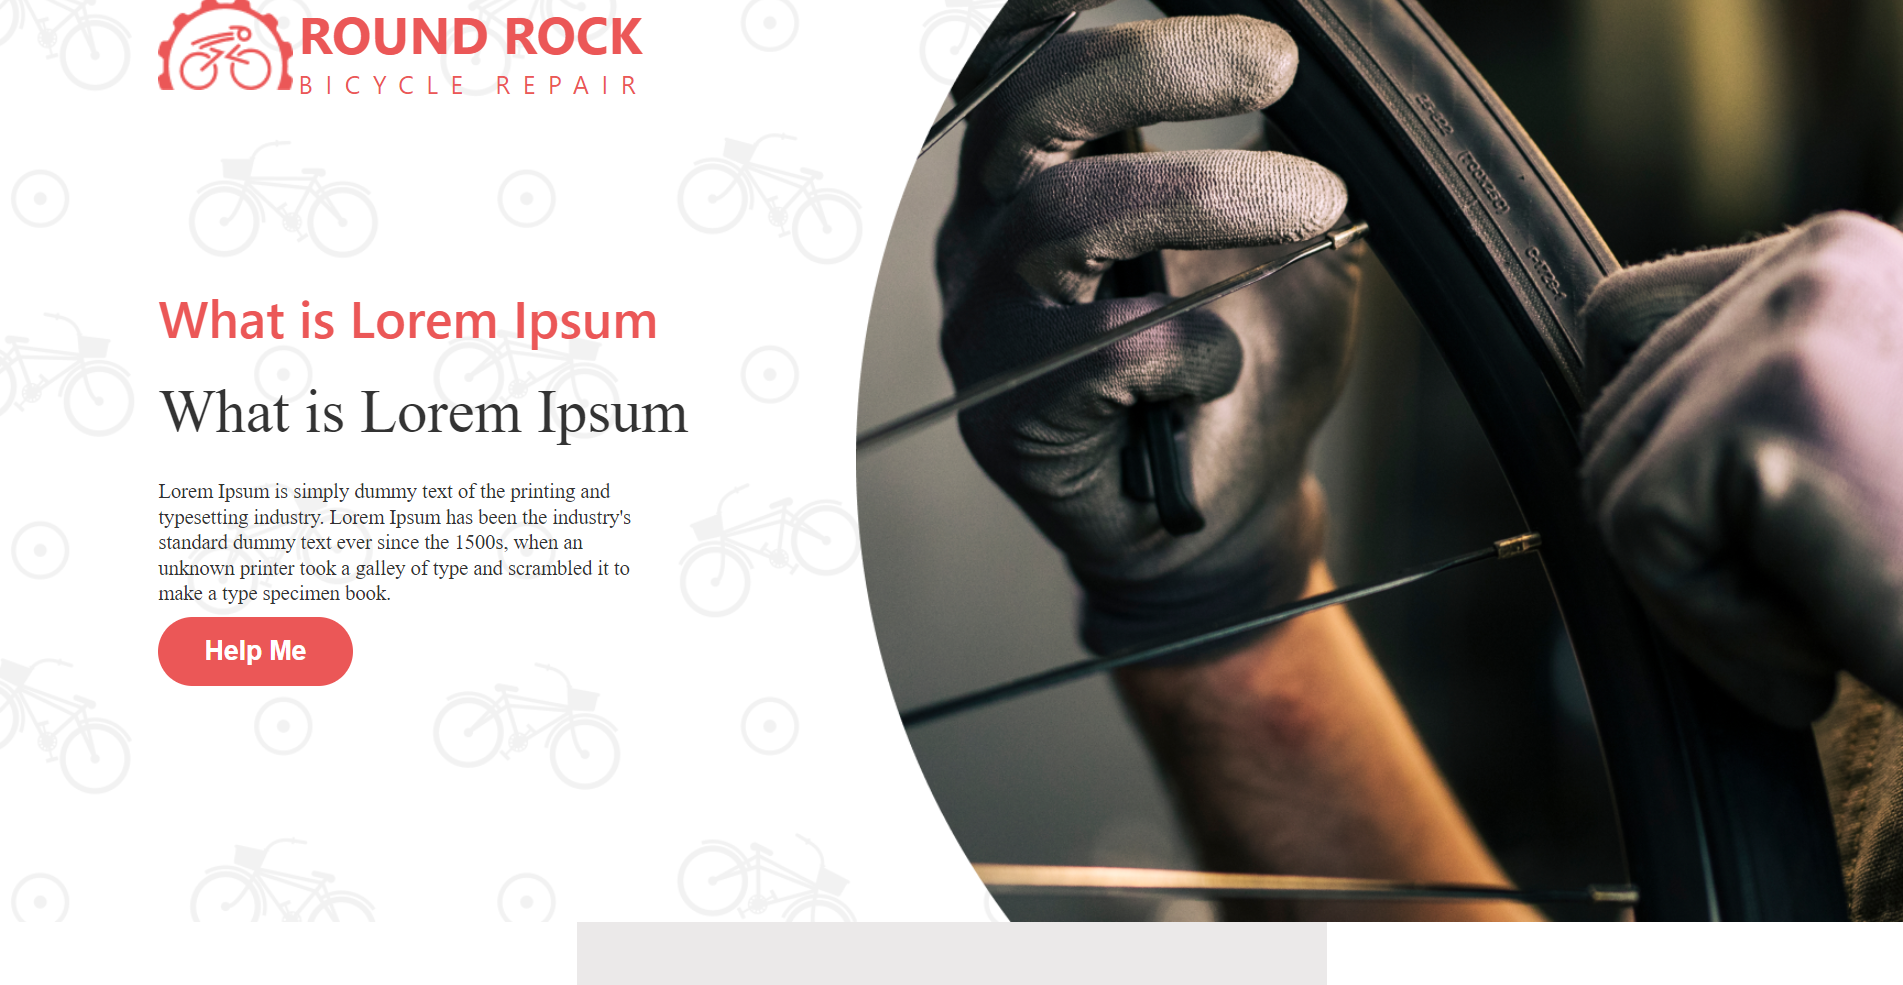 ROUND ROCK
BICYCLE REPAIR
What is Lorem Ipsum
What is Lorem Ipsum
Lorem Ipsum is simply dummy text of the printing and
typesetting industry. Lorem Ipsum has been the industry's
standard dummy text ever since the 1500s, when an
unknown printer took a galley of type and scrambled it to
make a type specimen book.
Help Me